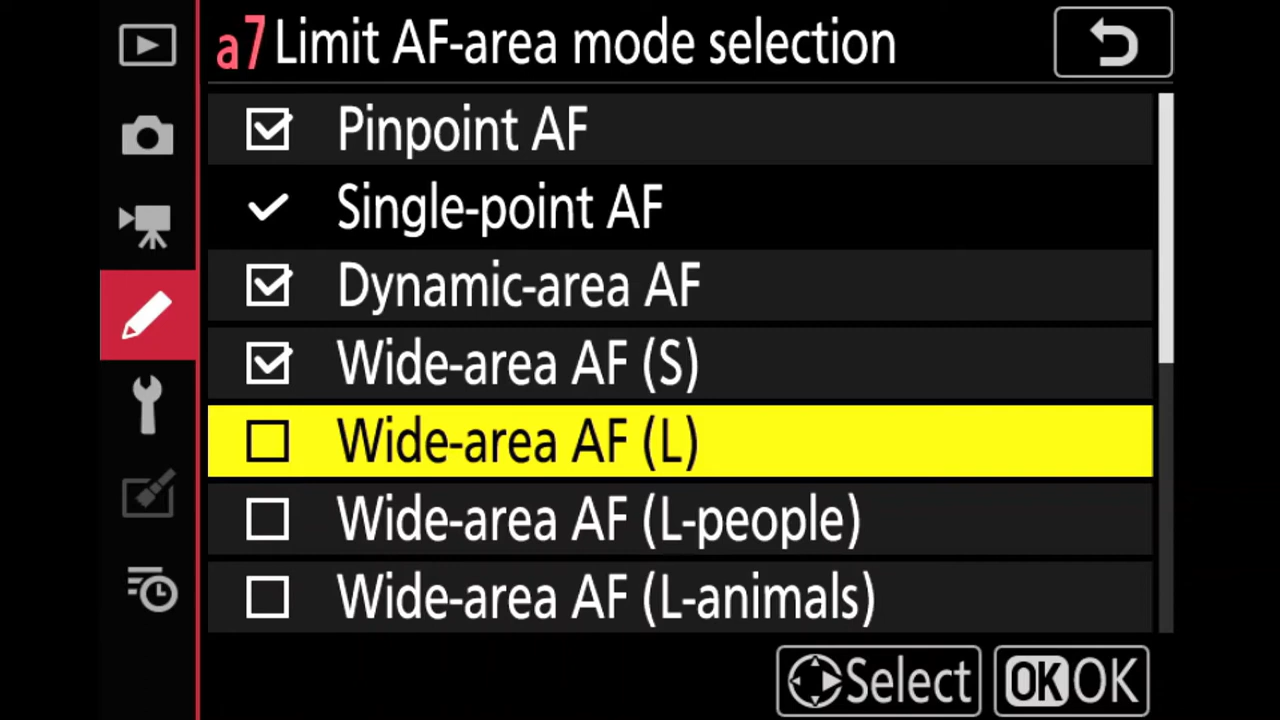 a7 Limit AF-area mode selection
Pinpoint AF
Single-point AF
Dynamic-area AF
Wide-area AF (S)
Wide-area AF (L)
Wide-area AF (L-people)
Wide-area AF (L-animals)
Select OK OK